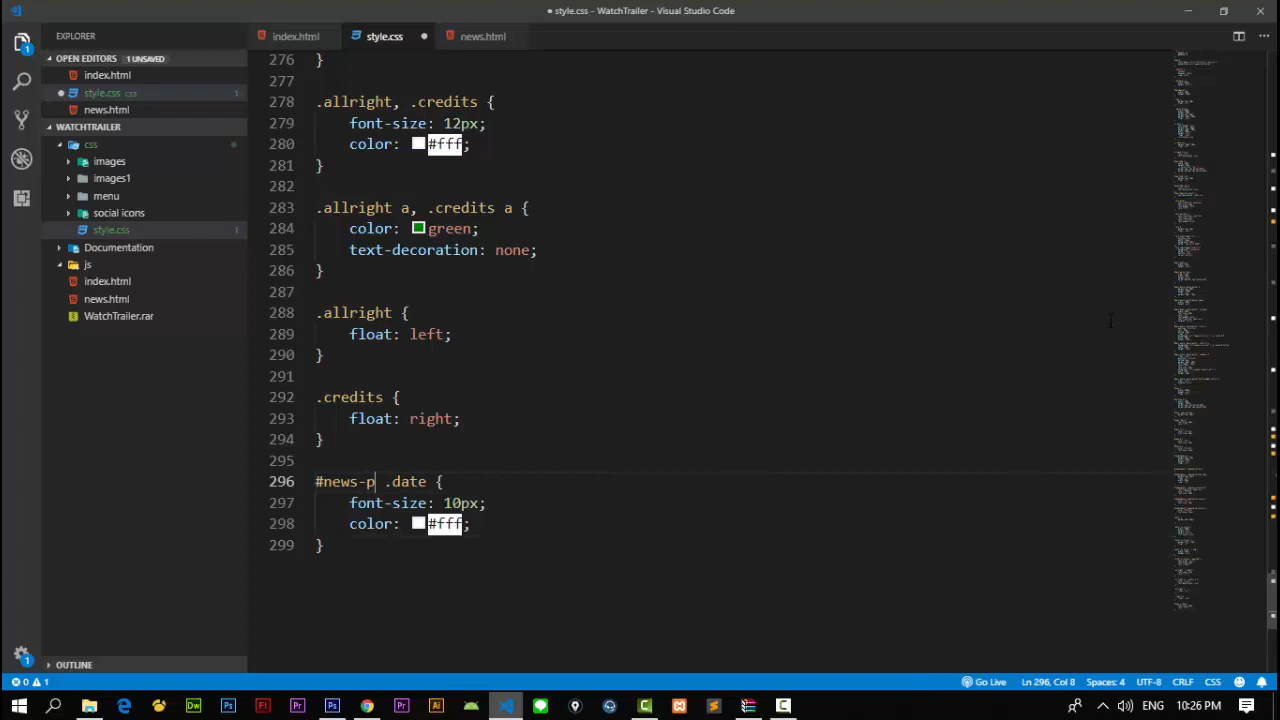 style.css - WatchTrailer - Visual Studio Code
EXPLORER
index.html
style.css
news.html
OPEN EDITORS 1 UNSAVED
index.html
style.css css 1
news.html
WATCHTRAILER
css
images
images1
menu
social icons
style.css 1
Documentation
js
index.html
news.html
WatchTrailer.rar
OUTLINE
276 }
277
278 .allright, .credits {
279 font-size: 12px;
280 color: #fff;
281 }
282
283 .allright a, .credits a {
284 color: green;
285 text-decoration: none;
286 }
287
288 .allright {
289 float: left;
290 }
291
292 .credits {
293 float: right;
294 }
295
296 #news-p .date {
297 font-size: 10px;
298 color: #fff;
299 }
0 1
Go Live
Ln 296, Col 8
Spaces: 4
UTF-8
CRLF
CSS
10:26 PM